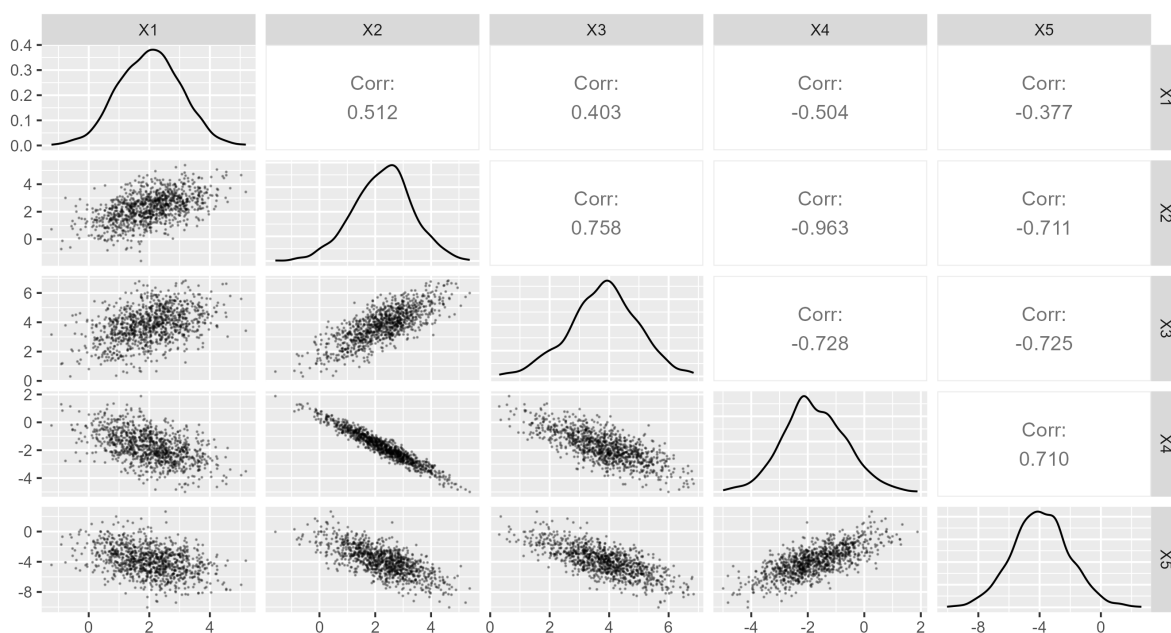 X1 X2 X3 X4 X5
0.4
0.3
0.2
0.1
0.0
Corr:
0.512
Corr:
0.403
Corr:
-0.504
Corr:
-0.377
X1
4
2
0
Corr:
0.758
Corr:
-0.963
Corr:
-0.711
X2
6
4
2
0
Corr:
-0.728
Corr:
-0.725
X3
2
0
-2
-4
Corr:
0.710
X4
0
-4
-8
X5
0 2 4 0 2 4 0 2 4 6 -4 -2 0 2 -8 -4 0